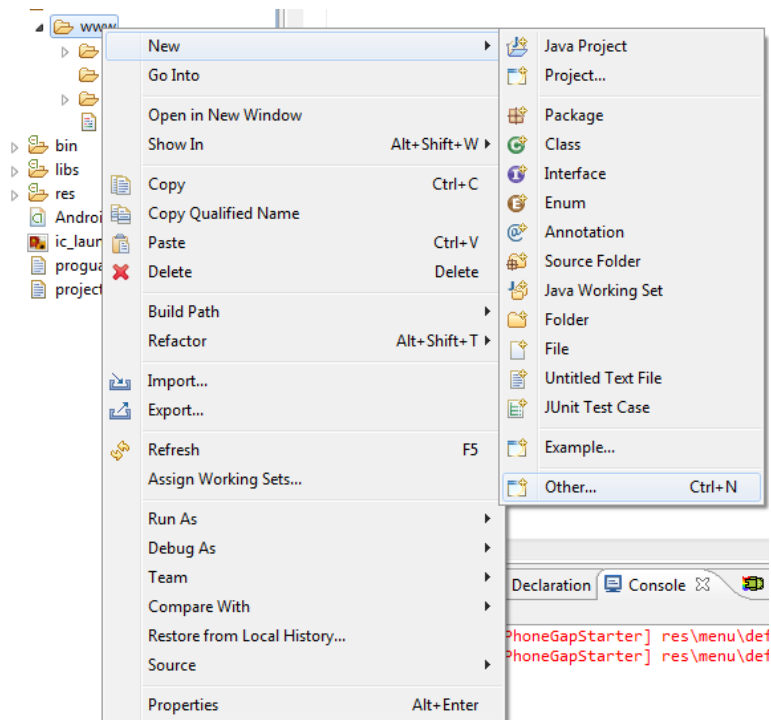 www
New
Go Into
Open in New Window
Show In Alt+Shift+W
Copy Ctrl+C
Copy Qualified Name
Paste Ctrl+V
Delete Delete
Build Path
Refactor Alt+Shift+T
Import...
Export...
Refresh F5
Assign Working Sets...
Run As
Debug As
Team
Compare With
Restore from Local History...
Source
Properties Alt+Enter
Java Project
Project...
Package
Class
Interface
Enum
Annotation
Source Folder
Java Working Set
Folder
File
Untitled Text File
JUnit Test Case
Example...
Other... Ctrl+N
bin
libs
res
Androi
ic_laun
progua
project
Declaration Console
PhoneGapStarter] res\menu\def
PhoneGapStarter] res\menu\def